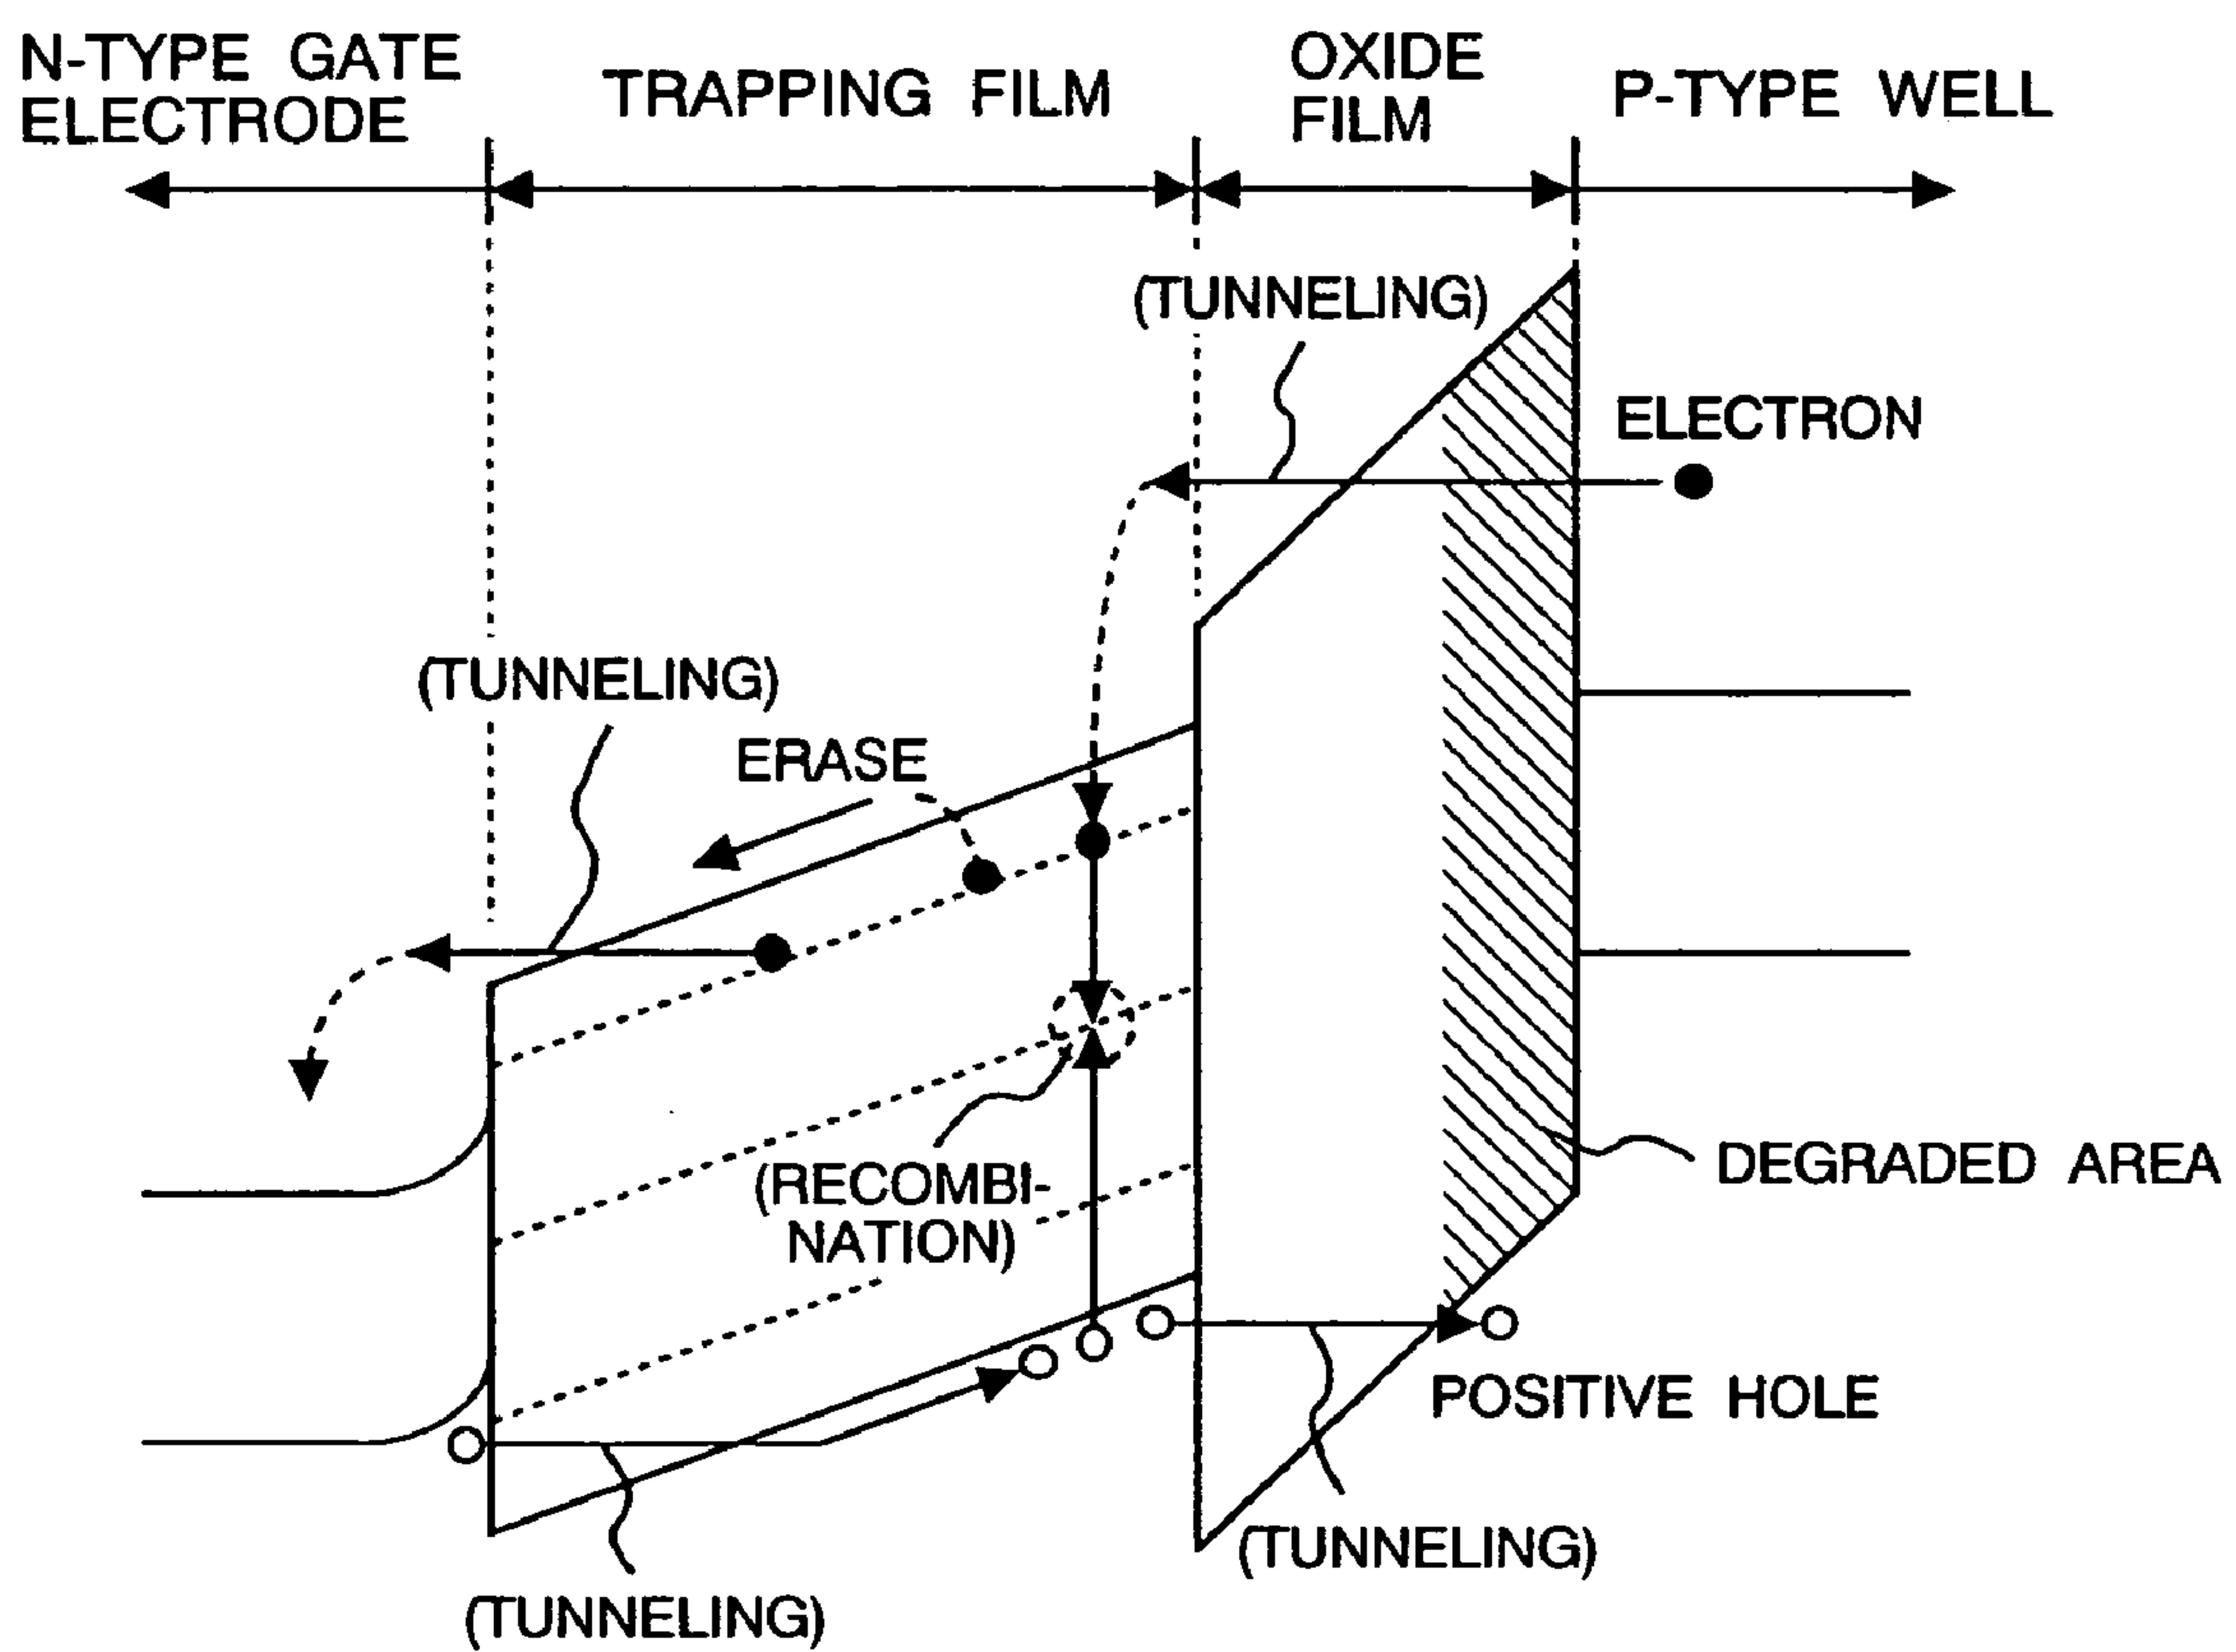 N-TYPE GATE
ELECTRODE
TRAPPING FILM
OXIDE
FILM
P-TYPE WELL
(TUNNELING)
ELECTRON
(TUNNELING)
ERASE
(RECOMBI-
NATION)
DEGRADED AREA
POSITIVE HOLE
(TUNNELING)
(TUNNELING)